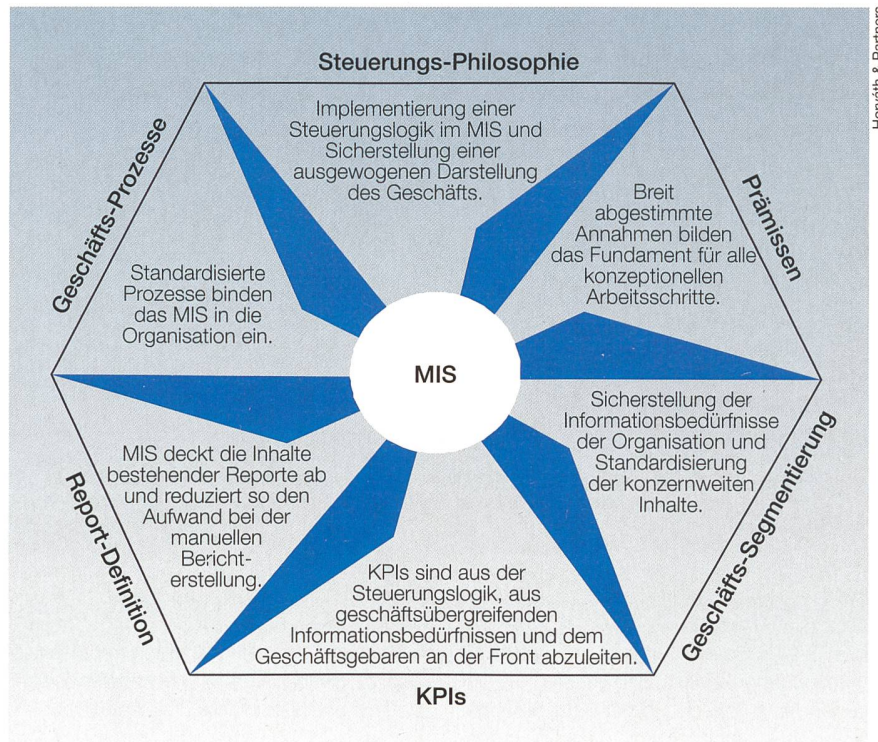 Horváth & Partners
Steuerungs-Philosophie
Implementierung einer
Steuerungslogik im MIS und
Sicherstellung einer
ausgewogenen Darstellung
des Geschäfts.
Prämissen
Breit
abgestimmte
Annahmen bilden
das Fundament für alle
konzeptionellen
Arbeitsschritte.
Geschäfts-Segmentierung
Sicherstellung der
Informationsbedürfnisse
der Organisation und
Standardisierung
der konzernweiten
Inhalte.
KPIs sind aus der
Steuerungslogik, aus
geschäftsübergreifenden
Informationsbedürfnissen und dem
Geschäftsgebaren an der Front abzuleiten.
KPIs
Report-Definition
MIS deckt die Inhalte
bestehender Reporte ab
und reduziert so den
Aufwand bei der
manuellen
Bericht-
erstellung.
Geschäfts-Prozesse
Standardisierte
Prozesse binden
das MIS in die
Organisation ein.
MIS